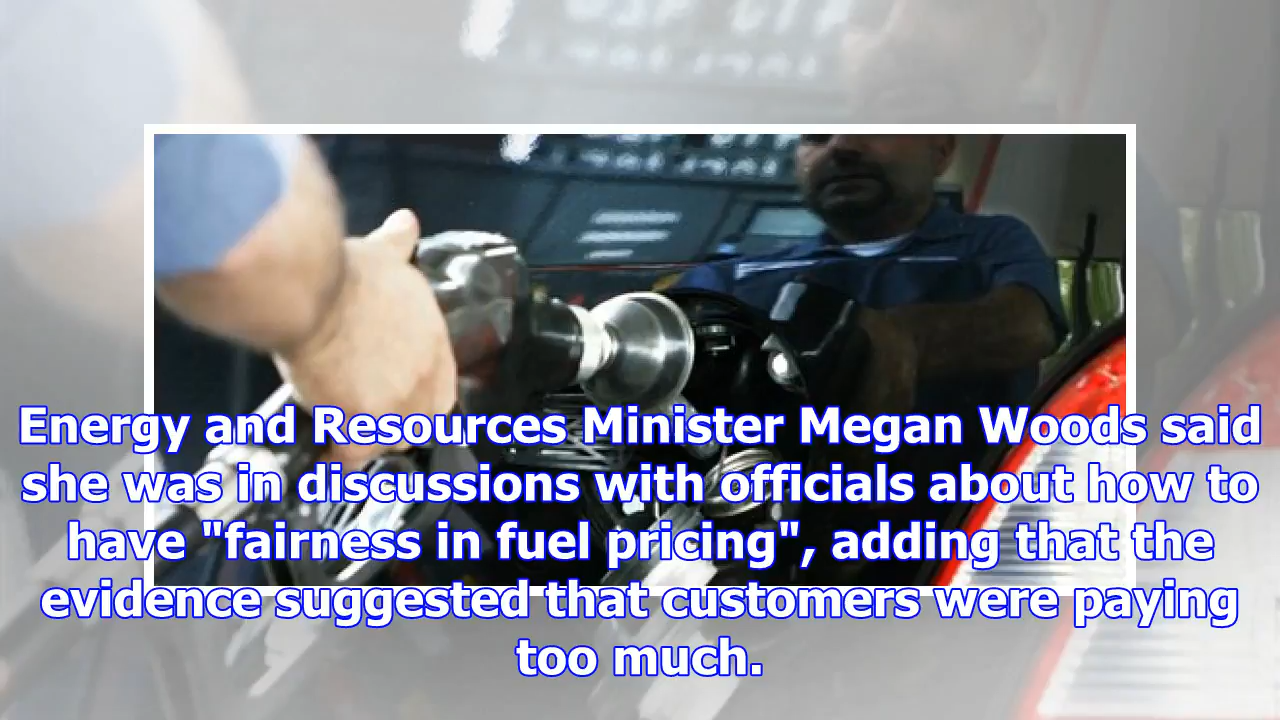 Energy and Resources Minister Megan Woods said
she was in discussions with officials about how to
have "fairness in fuel pricing", adding that the
evidence suggested that customers were paying
too much.